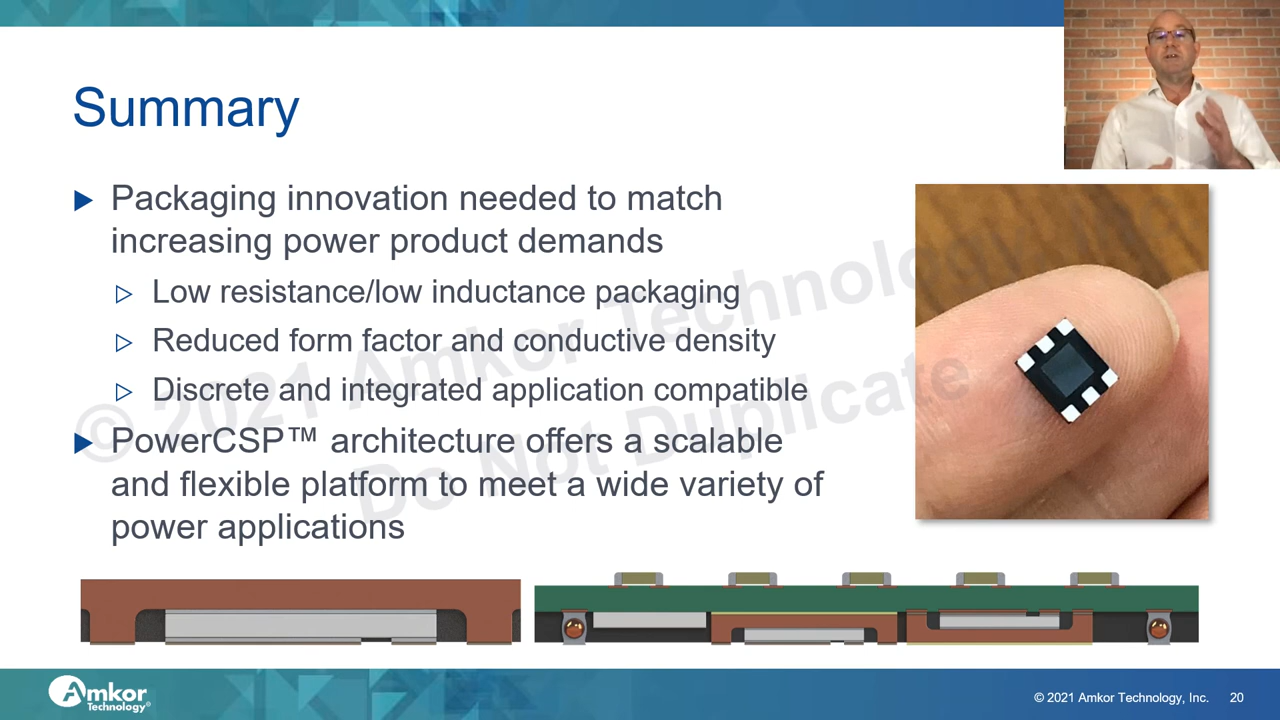 Summary
Packaging innovation needed to match
increasing power product demands
Low resistance/low inductance packaging
Reduced form factor and conductive density
Discrete and integrated application compatible
PowerCSP™ architecture offers a scalable
and flexible platform to meet a wide variety of
power applications
© 2021 Amkor Technology, Inc.
Do Not Duplicate
Amkor
Technology®
© 2021 Amkor Technology, Inc.
20